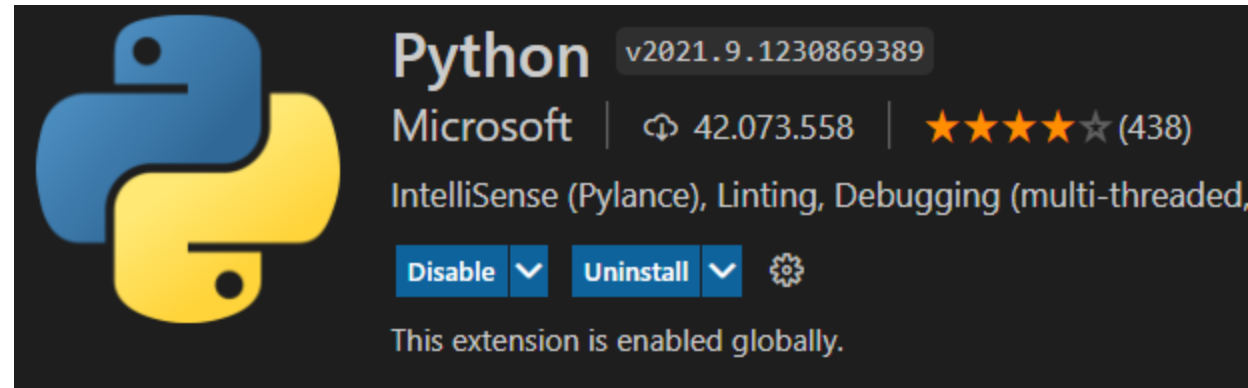 Python v2021.9.1230869389
Microsoft 42.073.558 (438)
IntelliSense (Pylance), Linting, Debugging (multi-threaded,
Disable Uninstall
This extension is enabled globally.